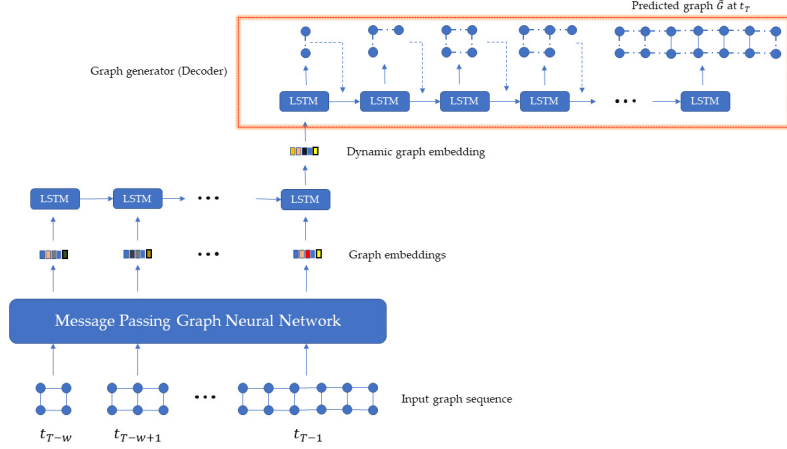 Predicted graph G̃ at t_T
Graph generator (Decoder)
LSTM LSTM LSTM LSTM ... LSTM
Dynamic graph embedding
LSTM LSTM ... LSTM
... Graph embeddings
Message Passing Graph Neural Network
... Input graph sequence
t_{T−w} t_{T−w+1} t_{T−1}